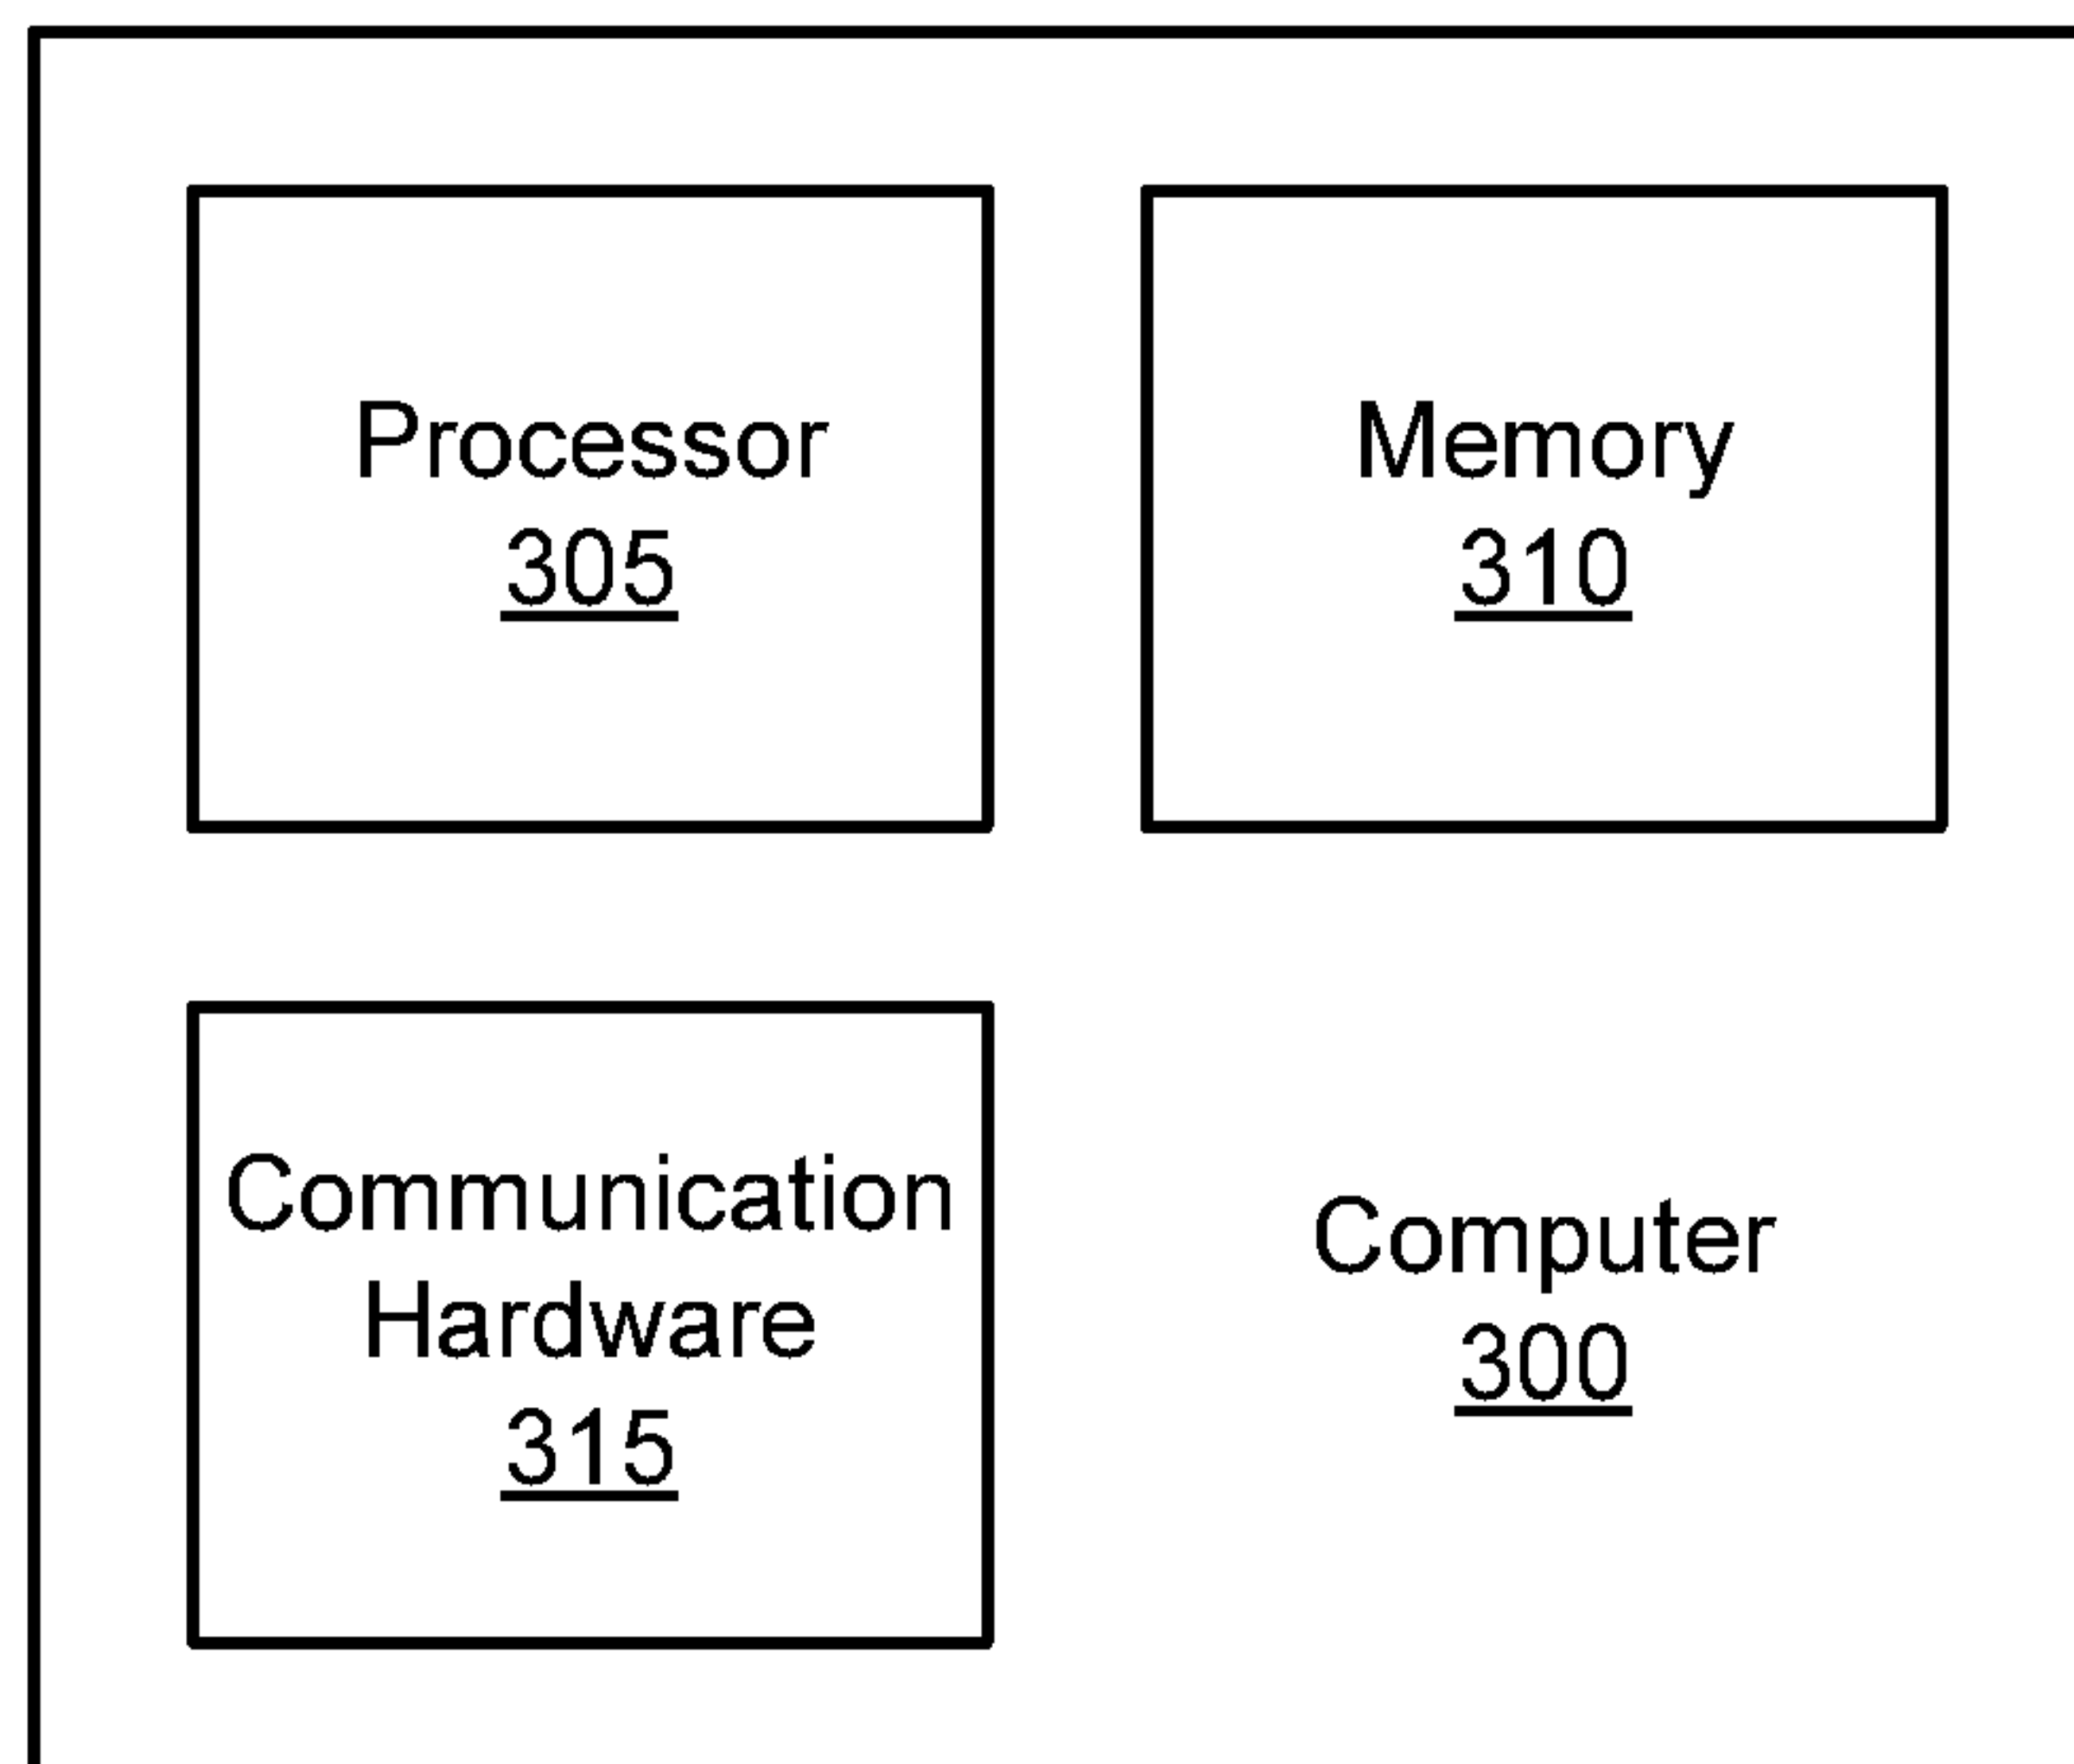 Processor
305
Memory
310
Communication
Hardware
315
Computer
300